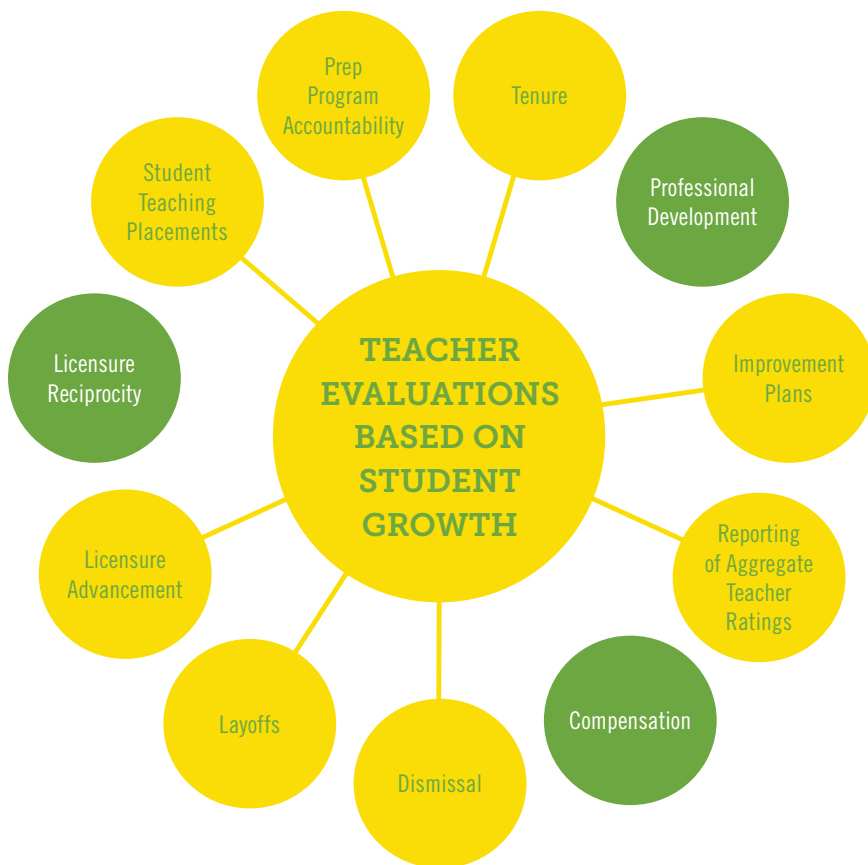 Prep
Program
Accountability
Tenure
Student
Teaching
Placements
Professional
Development
Licensure
Reciprocity
TEACHER
EVALUATIONS
BASED ON
STUDENT
GROWTH
Improvement
Plans
Licensure
Advancement
Reporting
of Aggregate
Teacher
Ratings
Layoffs
Compensation
Dismissal